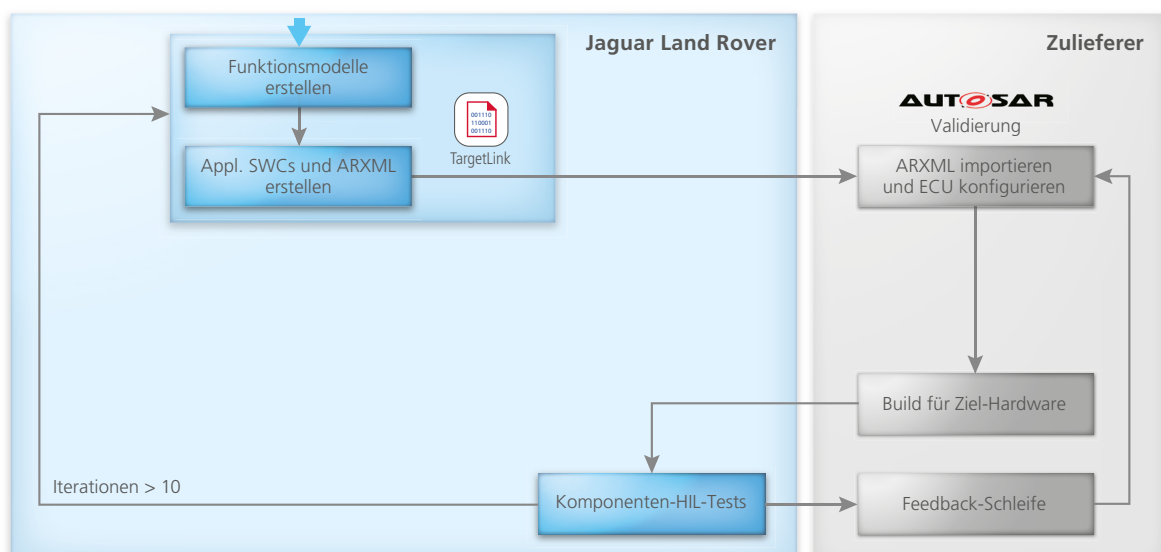 Jaguar Land Rover
Zulieferer
Funktionsmodelle
erstellen
001110
110001
001110
TargetLink
AUTOSAR
Validierung
Appl. SWCs und ARXML
erstellen
ARXML importieren
und ECU konfigurieren
Build für Ziel-Hardware
Iterationen > 10
Komponenten-HIL-Tests
Feedback-Schleife